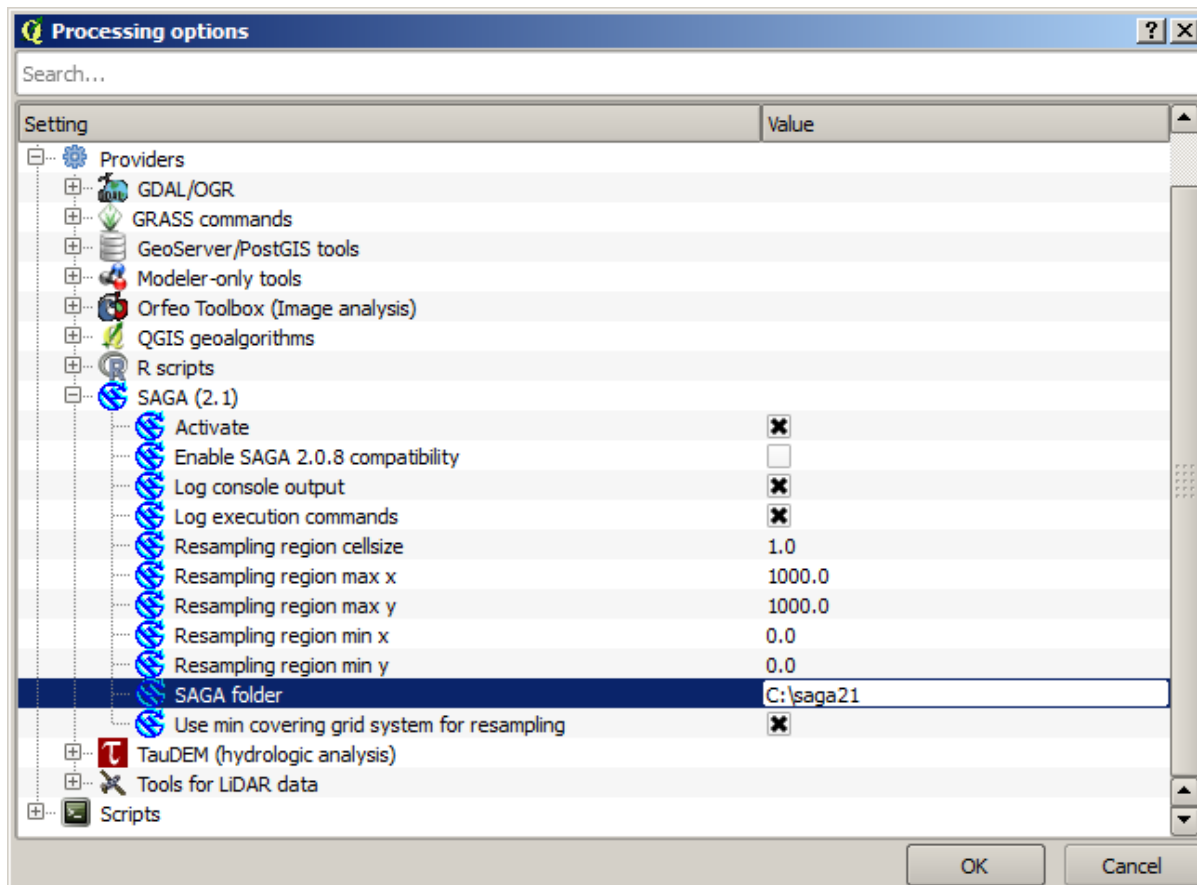 Processing options
Search...
Setting Value
Providers
GDAL/OGR
GRASS commands
GeoServer/PostGIS tools
Modeler-only tools
Orfeo Toolbox (Image analysis)
QGIS geoalgorithms
R scripts
SAGA (2.1)
Activate
Enable SAGA 2.0.8 compatibility
Log console output
Log execution commands
Resampling region cellsize 1.0
Resampling region max x 1000.0
Resampling region max y 1000.0
Resampling region min x 0.0
Resampling region min y 0.0
SAGA folder C:\saga21
Use min covering grid system for resampling
TauDEM (hydrologic analysis)
Tools for LiDAR data
Scripts
OK Cancel